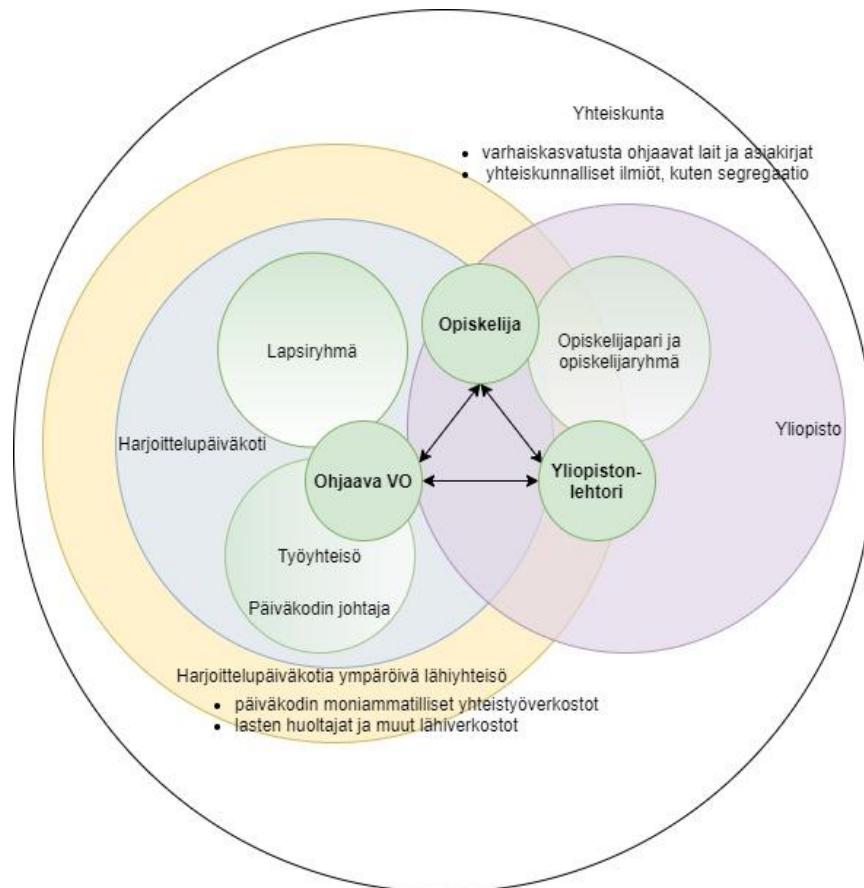 Yhteiskunta
• varhaiskasvatusta ohjaavat lait ja asiakirjat
• yhteiskunnalliset ilmiöt, kuten segregaatio
Opiskelija
Lapsiryhmä
Opiskelijapari ja
opiskelijaryhmä
Harjoittelupäiväkoti
Yliopisto
Ohjaava VO
Yliopiston-
lehtori
Työyhteisö
Päiväkodin johtaja
Harjoittelupäiväkotia ympäröivä lähiyhteisö
• päiväkodin moniammatilliset yhteistyöverkostot
• lasten huoltajat ja muut lähiverkostot